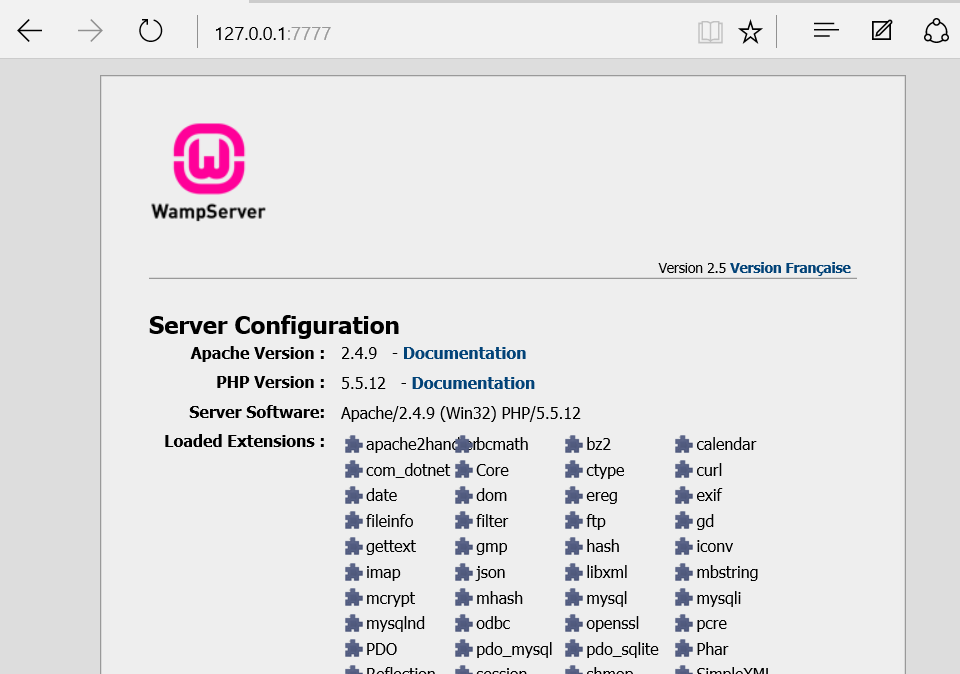 127.0.0.1:7777
WampServer
Version 2.5 Version Française
Server Configuration
Apache Version : 2.4.9 - Documentation
PHP Version : 5.5.12 - Documentation
Server Software: Apache/2.4.9 (Win32) PHP/5.5.12
Loaded Extensions : apache2handler bcmath bz2 calendar
com_dotnet Core ctype curl
date dom ereg exif
fileinfo filter ftp gd
gettext gmp hash iconv
imap json libxml mbstring
mcrypt mhash mysql mysqli
mysqlnd odbc openssl pcre
PDO pdo_mysql pdo_sqlite Phar
Reflection session shmop SimpleXML